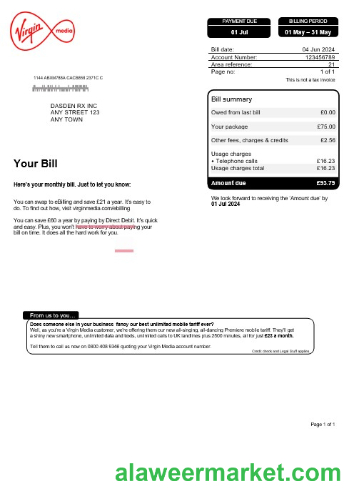 Virgin media
PAYMENT DUE
01 Jul
BILLING PERIOD
01 May – 31 May
Bill date: 04 Jun 2024
Account Number: 123456789
Area reference: 21
Page no: 1 of 1
This is not a tax invoice
DASDEN RX INC
ANY STREET 123
ANY TOWN
Bill summary
Owed from last bill £0.00
Your package £75.00
Other fees, charges & credits £2.56
Usage charges
• Telephone calls £16.23
Usage charges total £16.23
Amount due £93.79
We look forward to receiving the 'Amount due' by
01 Jul 2024
Your Bill
Here's your monthly bill. Just to let you know:
You can swap to eBilling and save £21 a year. It's easy to
do. To find out how, visit virginmedia.com/ebilling
You can save £60 a year by paying by Direct Debit. It's quick
and easy. Plus, you won't have to worry about paying your
bill on time. It does all the hard work for you.
From us to you...
Does someone else in your business fancy our best unlimited mobile tariff ever?
Well, as you're a Virgin Media customer, we're offering them our new all-singing, all-dancing Premiere mobile tariff. They'll get
a shiny new smartphone, unlimited data and texts, unlimited calls to UK landlines plus 2500 minutes, all for just £23 a month.
Tell them to call us now on 0800 408 9346 quoting your Virgin Media account number
Credit check and Legal Stuff applies
Page 1 of 1
alaweermarket.com